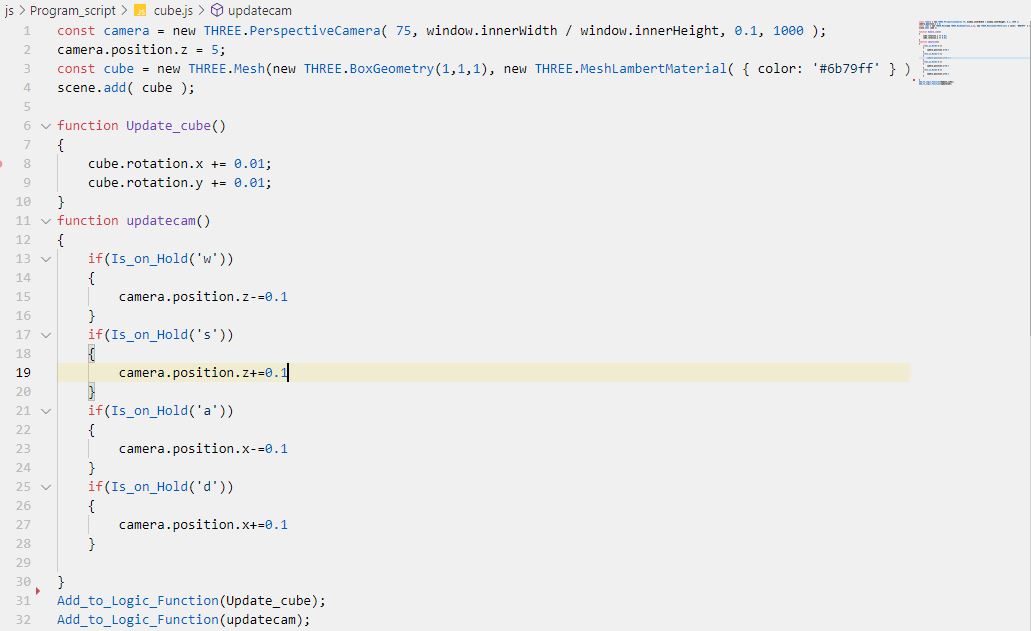 js > Program_script > JS cube.js > updatecam
1 const camera = new THREE.PerspectiveCamera( 75, window.innerWidth / window.innerHeight, 0.1, 1000 );
2 camera.position.z = 5;
3 const cube = new THREE.Mesh(new THREE.BoxGeometry(1,1,1), new THREE.MeshLambertMaterial( { color: '#6b79ff' } )
4 scene.add( cube );
5
6 function Update_cube()
7 {
8     cube.rotation.x += 0.01;
9     cube.rotation.y += 0.01;
10 }
11 function updatecam()
12 {
13     if(Is_on_Hold('w'))
14     {
15         camera.position.z-=0.1
16     }
17     if(Is_on_Hold('s'))
18     {
19         camera.position.z+=0.1
20     }
21     if(Is_on_Hold('a'))
22     {
23         camera.position.x-=0.1
24     }
25     if(Is_on_Hold('d'))
26     {
27         camera.position.x+=0.1
28     }
29
30 }
31 Add_to_Logic_Function(Update_cube);
32 Add_to_Logic_Function(updatecam);